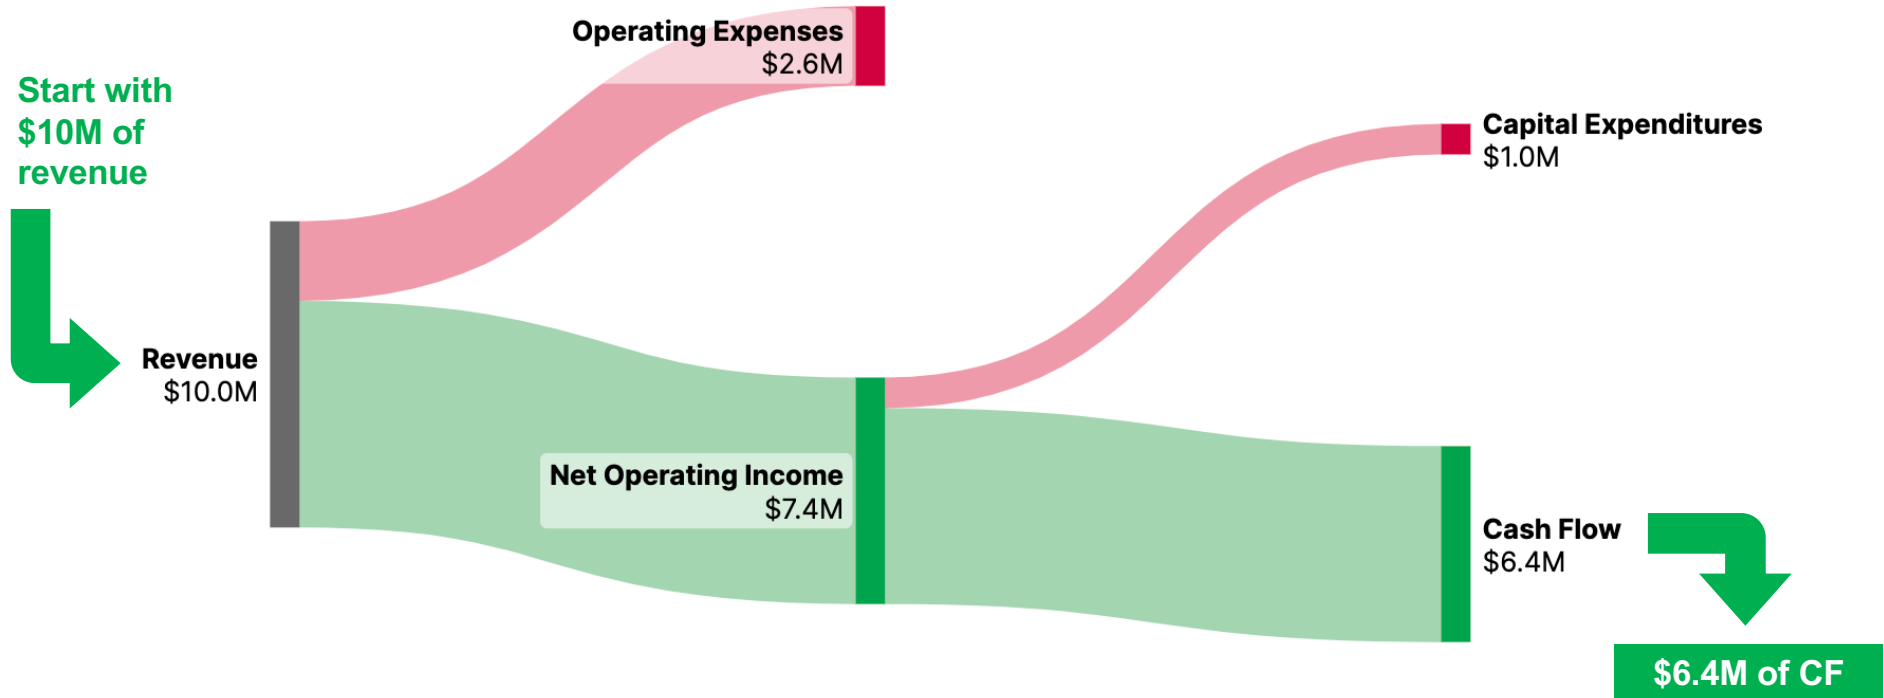 Start with
$10M of
revenue
Revenue
$10.0M
Operating Expenses
$2.6M
Net Operating Income
$7.4M
Capital Expenditures
$1.0M
Cash Flow
$6.4M
$6.4M of CF